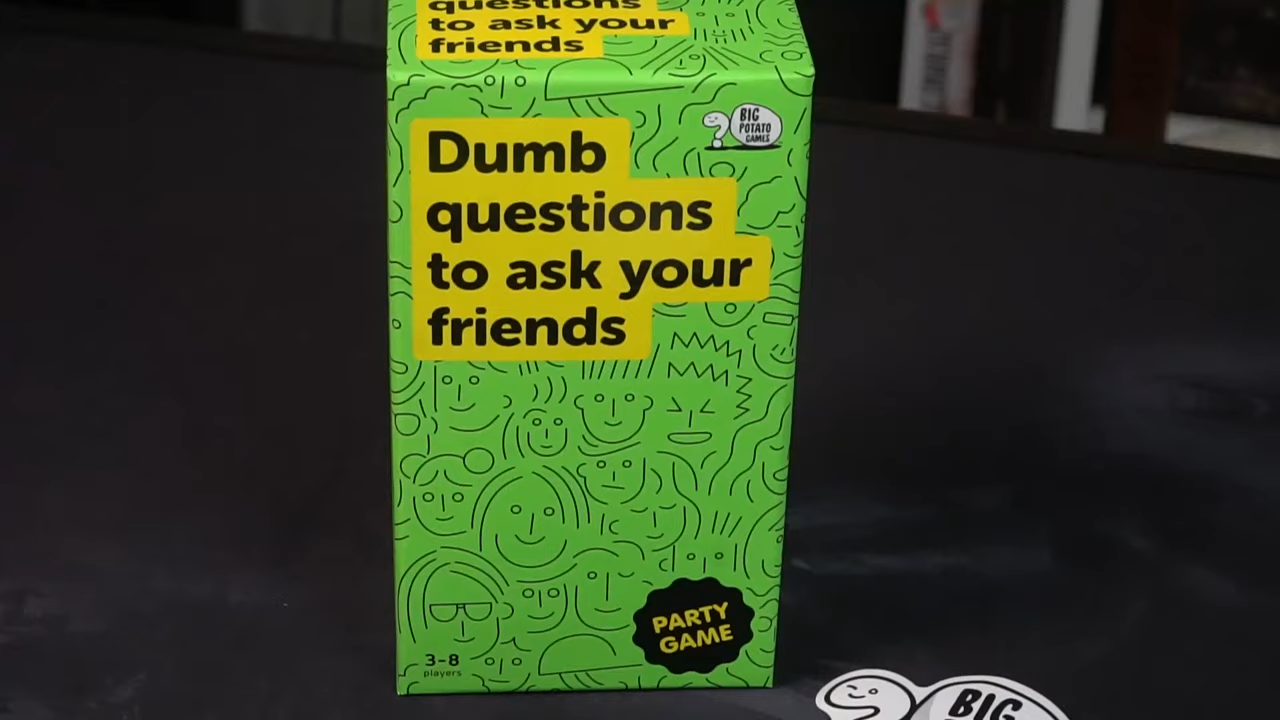 questions
to ask your
friends
BIG
POTATO
GAMES
Dumb
questions
to ask your
friends
PARTY
GAME
3-8
players
BIG